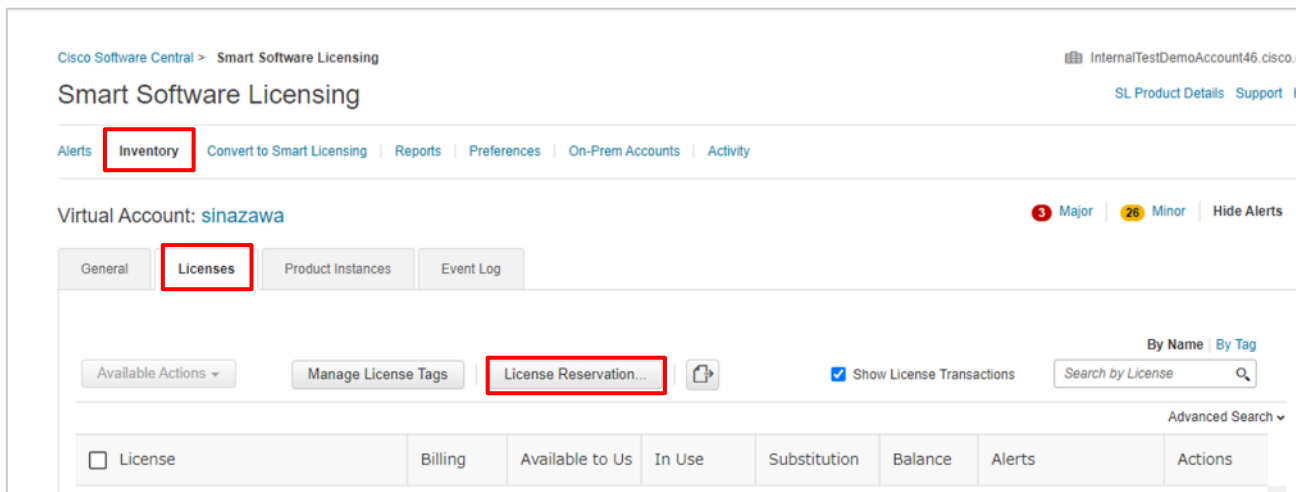 Cisco Software Central > Smart Software Licensing
InternalTestDemoAccount46.cisco.
Smart Software Licensing
SL Product Details Support
Alerts Inventory Convert to Smart Licensing Reports Preferences On-Prem Accounts Activity
Virtual Account: sinazawa
3 Major 26 Minor Hide Alerts
General Licenses Product Instances Event Log
By Name By Tag
Available Actions Manage License Tags License Reservation... Show License Transactions Search by License
Advanced Search
License Billing Available to Us In Use Substitution Balance Alerts Actions